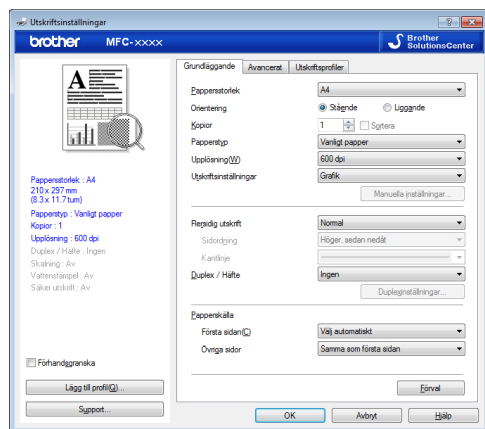 Utskriftsinställningar
brother MFC-xxxx
Brother
SolutionsCenter
A
Pappersstorlek : A4
210 x 297 mm
(8.3 x 11.7 tum)
Papperstyp : Vanligt papper
Kopior : 1
Upplösning : 600 dpi
Duplex / Häfte : Ingen
Skalning : Av
Vattenstämpel : Av
Säker utskrift : Av
Förhandsgranska
Lägg till profil(Q)...
Support...
Grundläggande Avancerat Utskriftsprofiler
Pappersstorlek A4
Orientering Stående Liggande
Kopior 1 Sortera
Papperstyp Vanligt papper
Upplösning(W) 600 dpi
Utskriftsinställningar Grafik
Manuella inställningar...
Flersidig utskrift Normal
Sidordning Höger, sedan nedåt
Kantlinje
Duplex / Häfte Ingen
Duplexinställningar...
Papperskälla
Första sidan(C) Välj automatiskt
Övriga sidor Samma som första sidan
Förval
OK Avbryt Hjälp